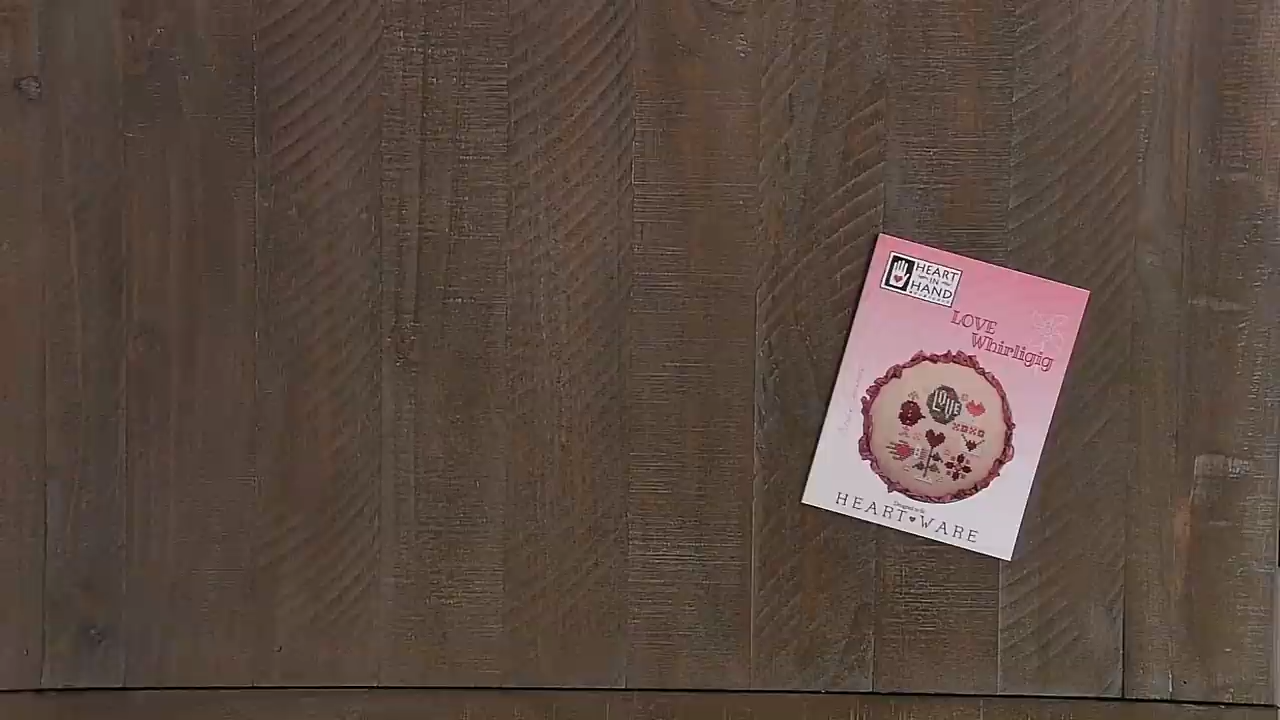 HEART
IN
HAND
LOVE
Whirligig
LOVE
XOXO
HEART♥WARE